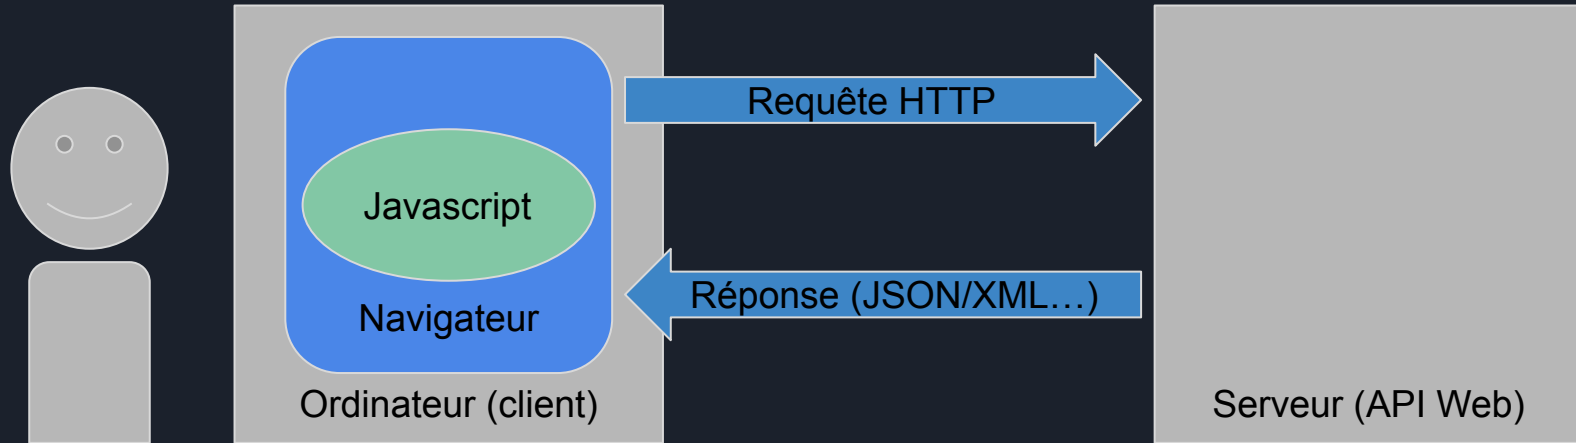 Requête HTTP
Javascript
Réponse (JSON/XML…)
Navigateur
Ordinateur (client)
Serveur (API Web)